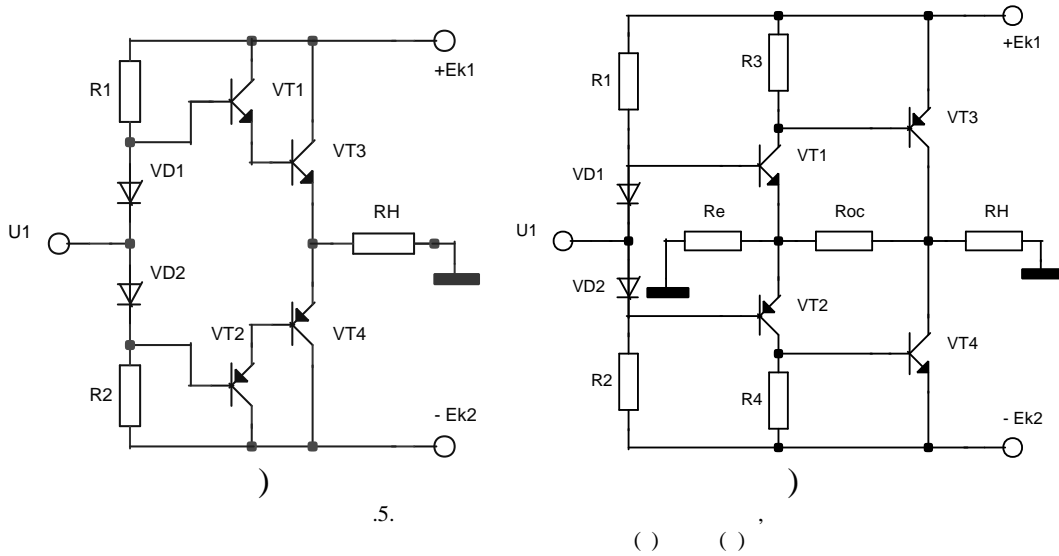 +Ek1
R1
VT1
VT3
VD1
RH
U1
VD2
VT2
VT4
R2
- Ek2
)
+Ek1
R3
R1
VT3
VT1
VD1
Re
Roc
RH
U1
VD2
VT2
VT4
R2
R4
- Ek2
)
.5.
,
( ) ( )